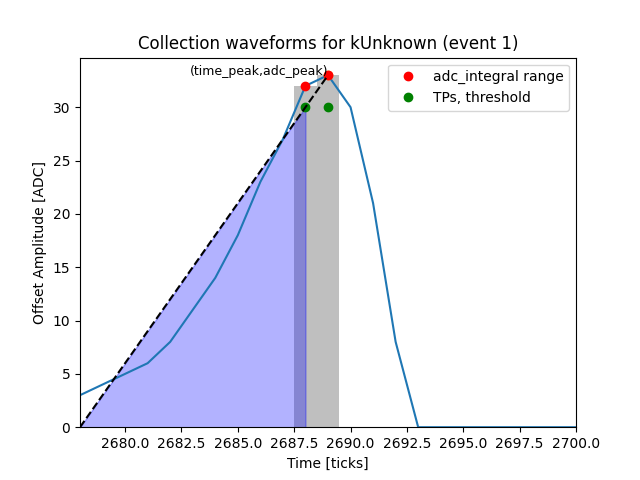 Collection waveforms for kUnknown (event 1)
(time_peak,adc_peak)
adc_integral range
TPs, threshold
Offset Amplitude [ADC]
30
25
20
15
10
5
0
2680.0 2682.5 2685.0 2687.5 2690.0 2692.5 2695.0 2697.5 2700.0
Time [ticks]